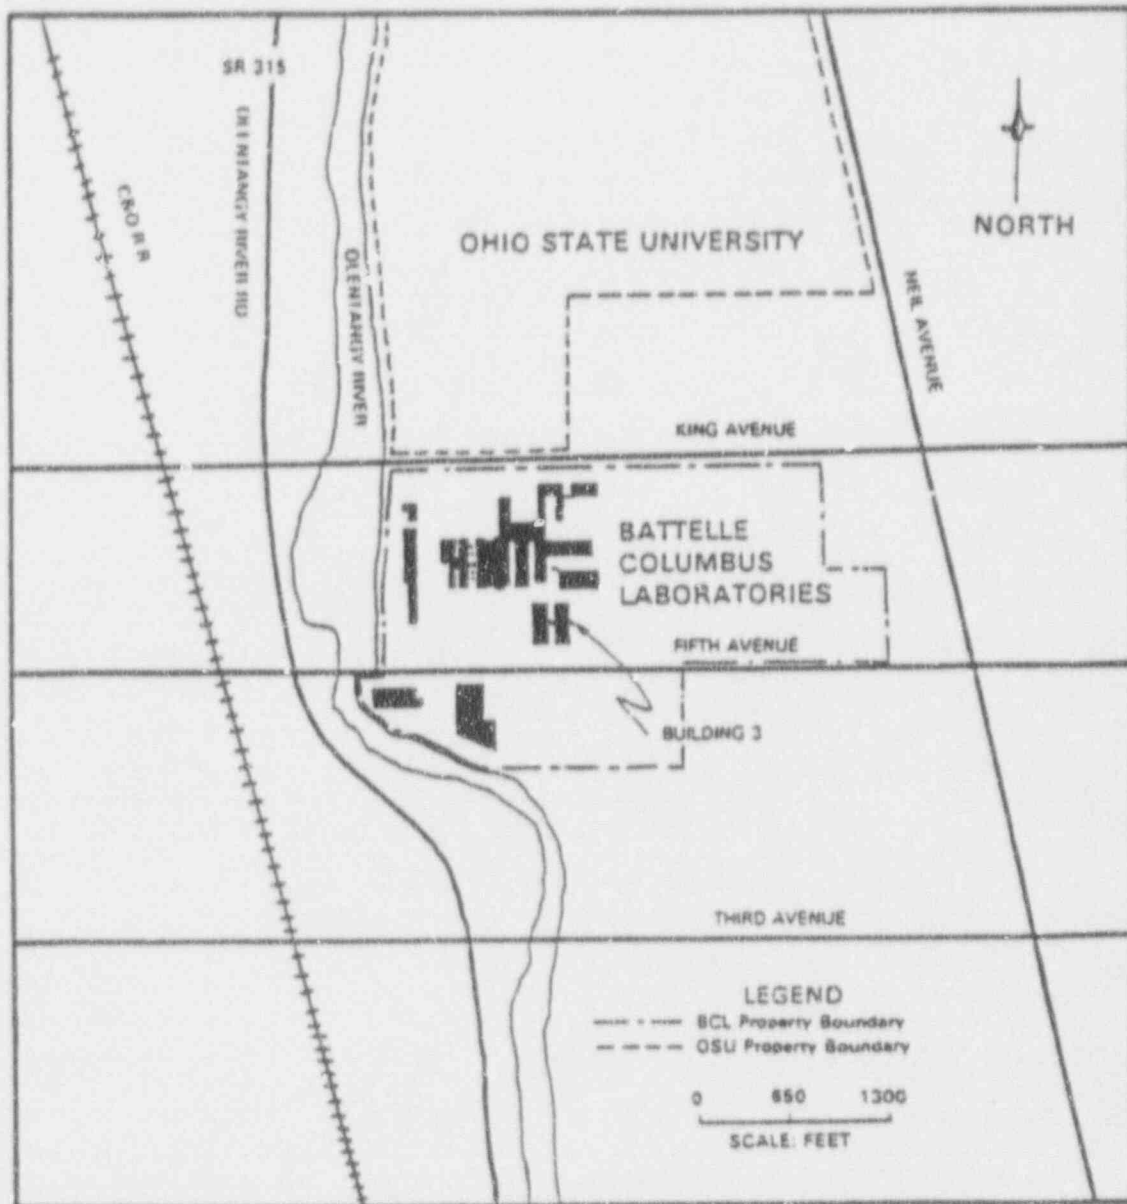 SR 315
OLENTANGY RIVER RD
C&O RR
OLENTANGY RIVER
OHIO STATE UNIVERSITY
NORTH
NEIL AVENUE
KING AVENUE
BATTELLE
COLUMBUS
LABORATORIES
FIFTH AVENUE
BUILDING 3
THIRD AVENUE
LEGEND
BCL Property Boundary
OSU Property Boundary
0 650 1300
SCALE: FEET